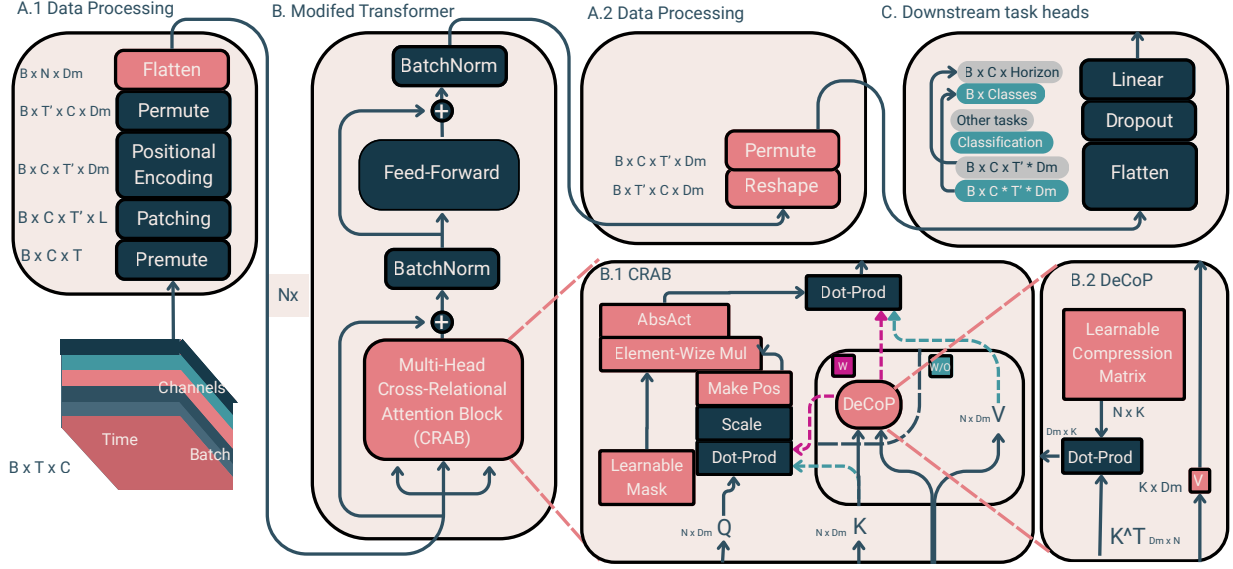 A.1 Data Processing
B x N x Dm
Flatten
B x T' x C x Dm
Permute
B x C x T' x Dm
Positional
Encoding
B x C x T' x L
Patching
B x C x T
Premute
Channels
Time
Batch
B x T x C
B. Modifed Transformer
BatchNorm
+
Feed-Forward
BatchNorm
+
Nx
Multi-Head
Cross-Relational
Attention Block
(CRAB)
A.2 Data Processing
B x C x T' x Dm
Permute
B x T' x C x Dm
Reshape
C. Downstream task heads
B x C x Horizon
B x Classes
Other tasks
Classification
B x C x T' * Dm
B x C * T' * Dm
Linear
Dropout
Flatten
B.1 CRAB
Dot-Prod
AbsAct
Element-Wize Mul
Make Pos
Scale
Dot-Prod
Learnable
Mask
W
W/O
DeCoP
N x Dm V
N x Dm Q
N x Dm K
B.2 DeCoP
Learnable
Compression
Matrix
N x K
Dm x K
Dot-Prod
K x Dm
V
K^T Dm x N